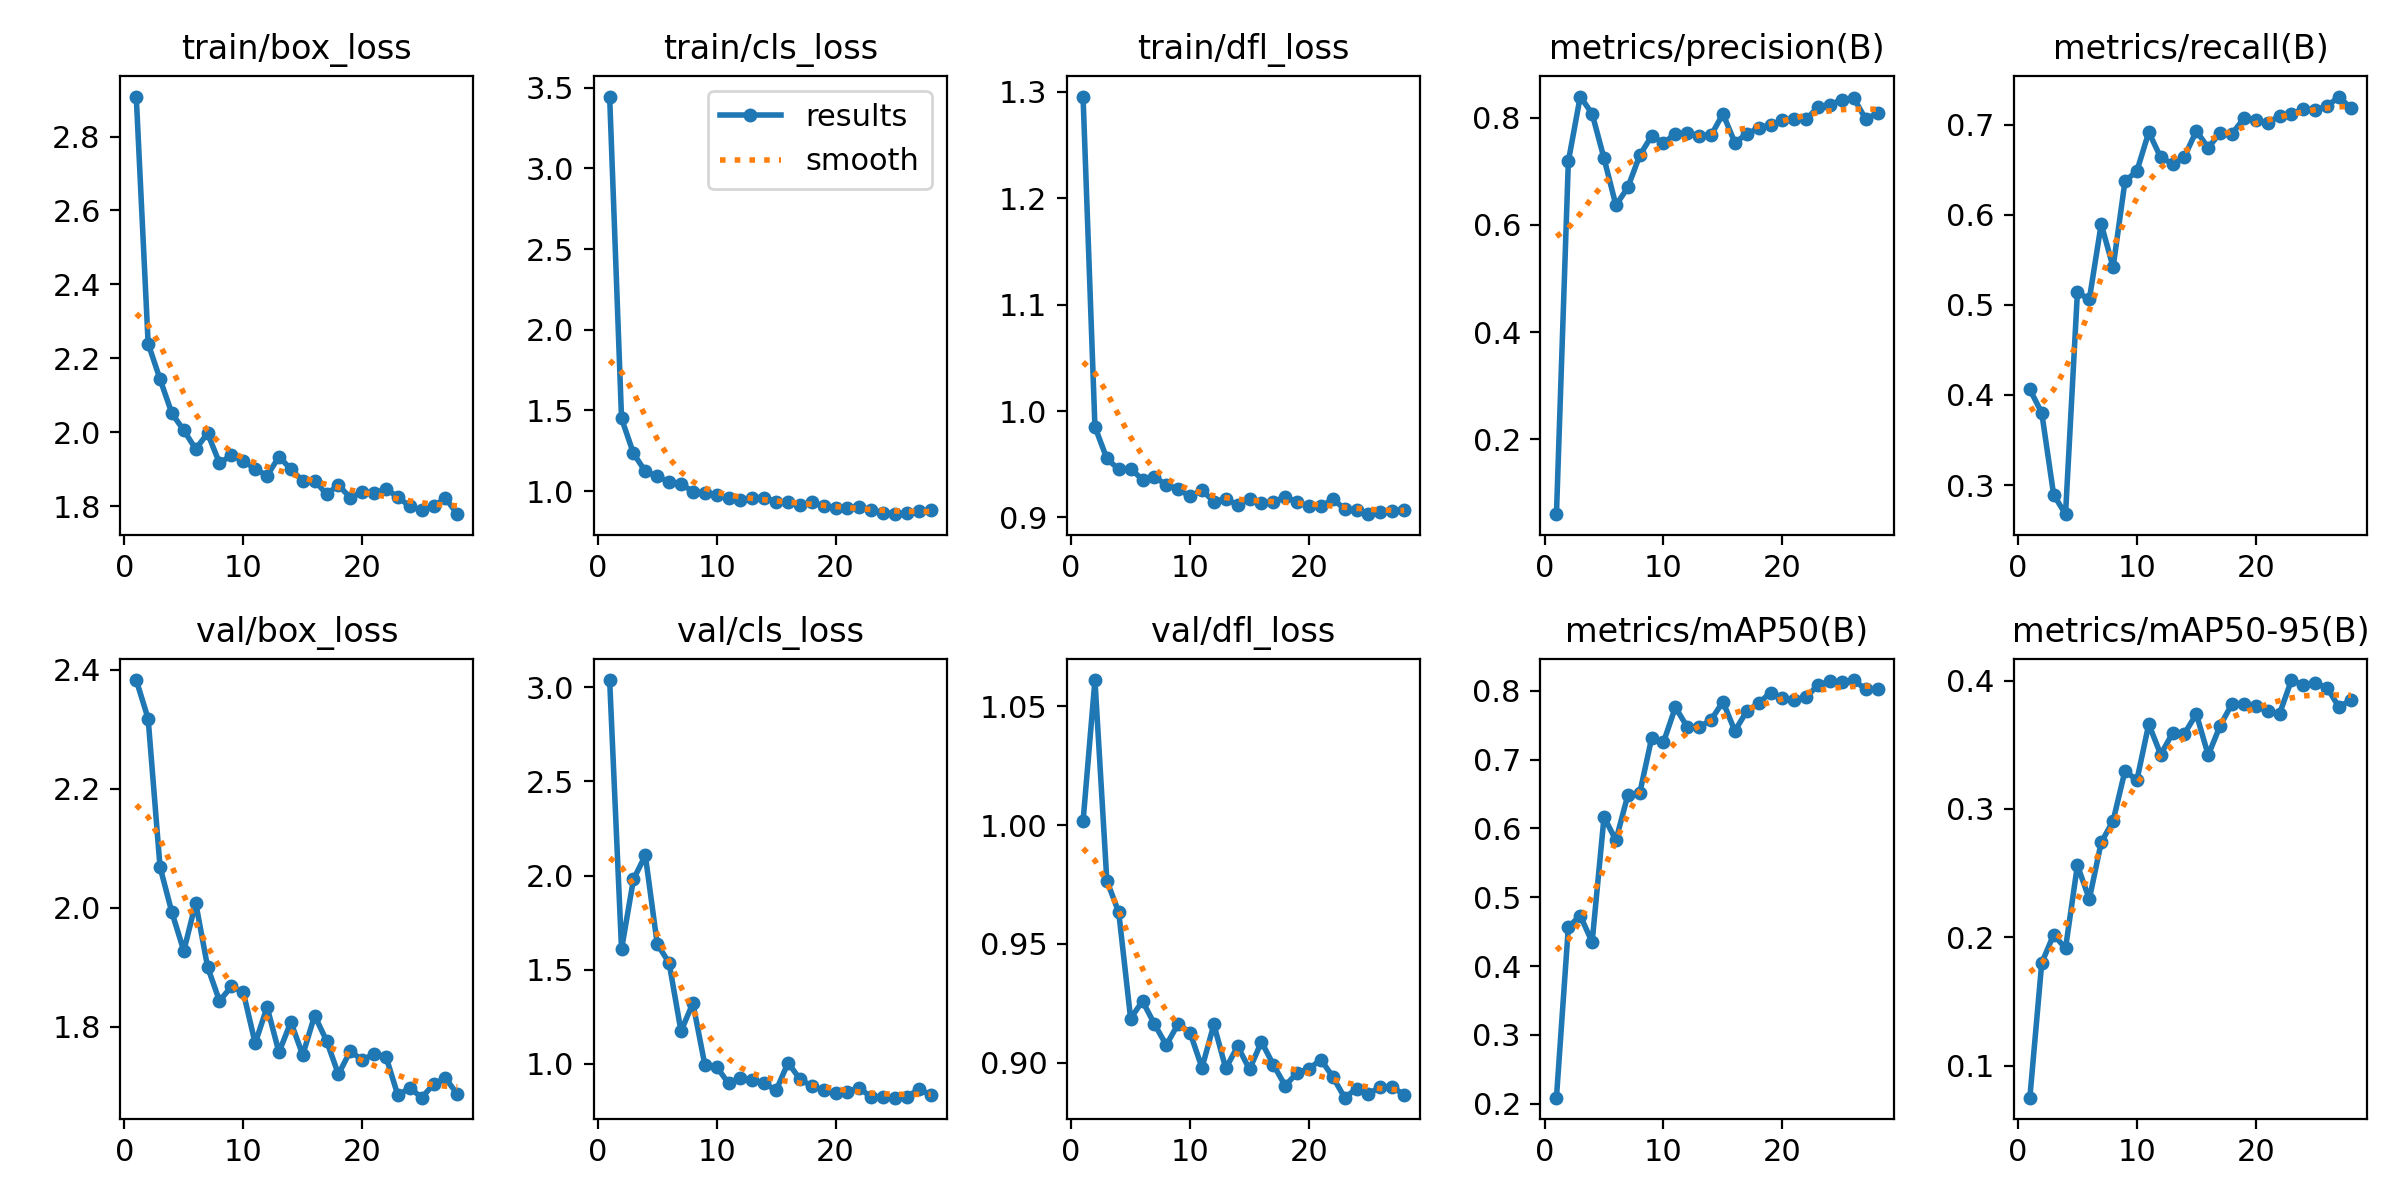 train/box_loss
train/cls_loss
train/dfl_loss
metrics/precision(B)
metrics/recall(B)
2.8
2.6
2.4
2.2
2.0
1.8
0 10 20
3.5
3.0
2.5
2.0
1.5
1.0
0 10 20
results
smooth
1.3
1.2
1.1
1.0
0.9
0 10 20
0.8
0.6
0.4
0.2
0 10 20
0.7
0.6
0.5
0.4
0.3
0 10 20
val/box_loss
val/cls_loss
val/dfl_loss
metrics/mAP50(B)
metrics/mAP50-95(B)
2.4
2.2
2.0
1.8
0 10 20
3.0
2.5
2.0
1.5
1.0
0 10 20
1.05
1.00
0.95
0.90
0 10 20
0.8
0.7
0.6
0.5
0.4
0.3
0.2
0 10 20
0.4
0.3
0.2
0.1
0 10 20